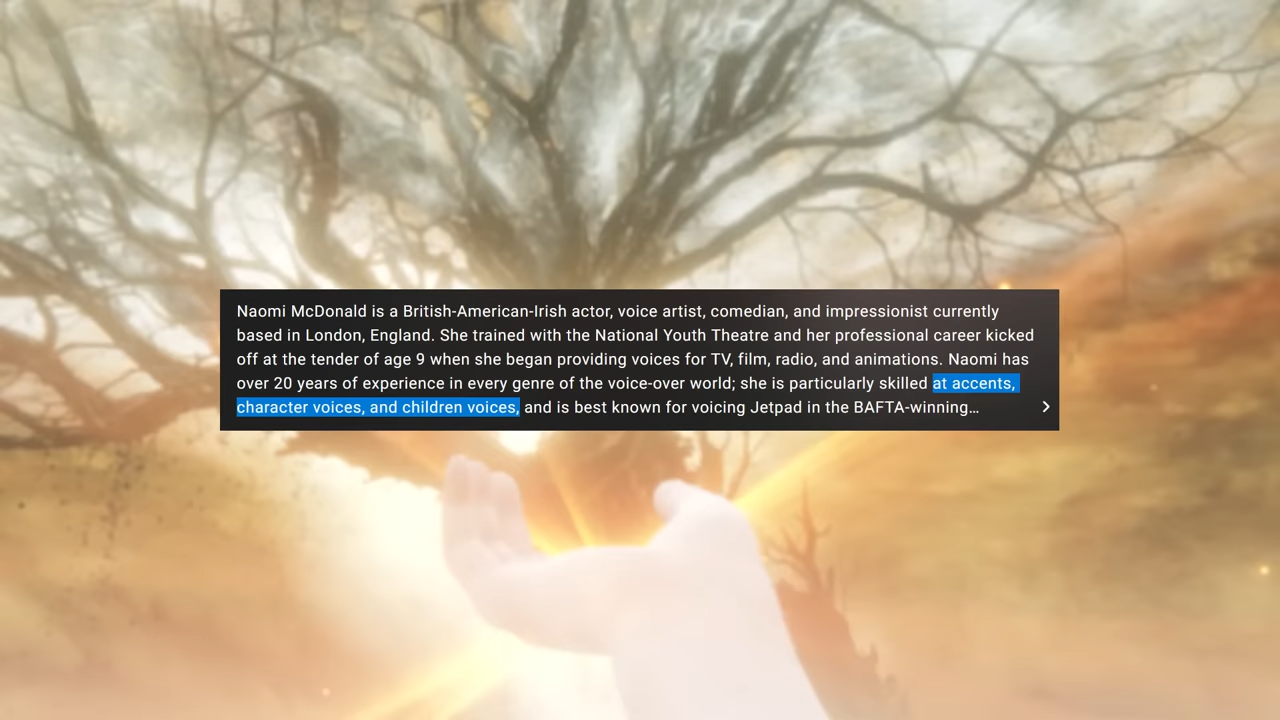 Naomi McDonald is a British-American-Irish actor, voice artist, comedian, and impressionist currently
based in London, England. She trained with the National Youth Theatre and her professional career kicked
off at the tender of age 9 when she began providing voices for TV, film, radio, and animations. Naomi has
over 20 years of experience in every genre of the voice-over world; she is particularly skilled at accents,
character voices, and children voices, and is best known for voicing Jetpad in the BAFTA-winning…